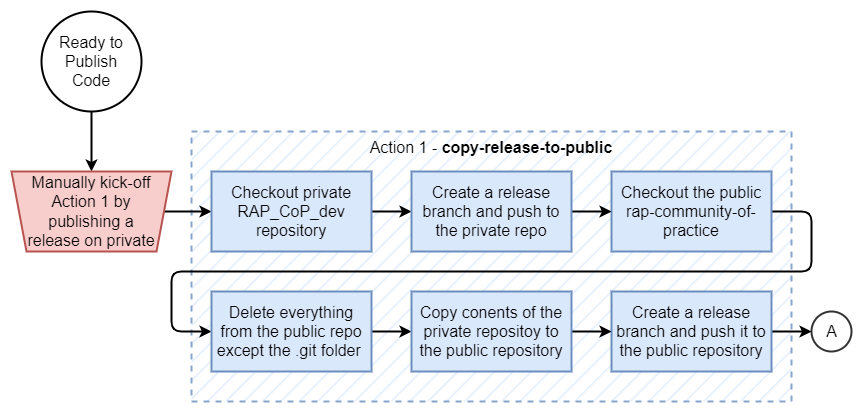 Ready to
Publish
Code
Action 1 - copy-release-to-public
Manually kick-off
Action 1 by
publishing a
release on private
Checkout private
RAP_CoP_dev
repository
Create a release
branch and push to
the private repo
Checkout the public
rap-community-of-
practice
Delete everything
from the public repo
except the .git folder
Copy conents of the
private repositoy to
the public repository
Create a release
branch and push it to
the public repository
A